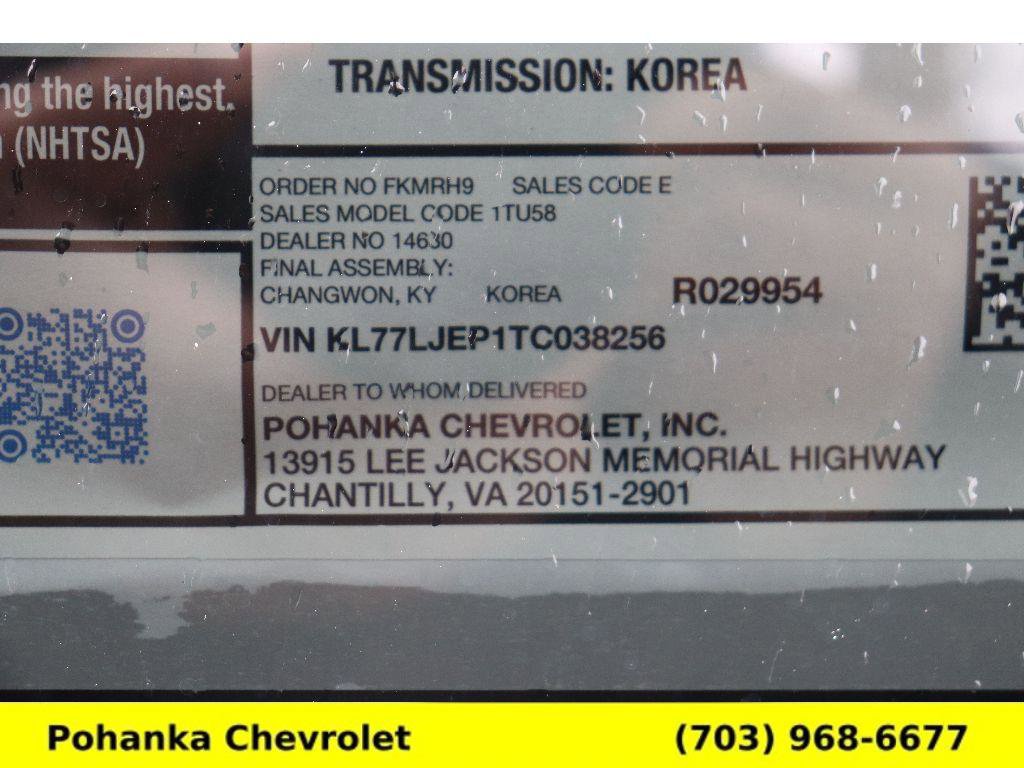 ng the highest.
(NHTSA)
TRANSMISSION: KOREA
ORDER NO FKMRH9 SALES CODE E
SALES MODEL CODE 1TU58
DEALER NO 14630
FINAL ASSEMBLY:
CHANGWON, KY KOREA
R029954
VIN KL77LJEP1TC038256
DEALER TO WHOM DELIVERED
POHANKA CHEVROLET, INC.
13915 LEE JACKSON MEMORIAL HIGHWAY
CHANTILLY, VA 20151-2901
Pohanka Chevrolet (703) 968-6677